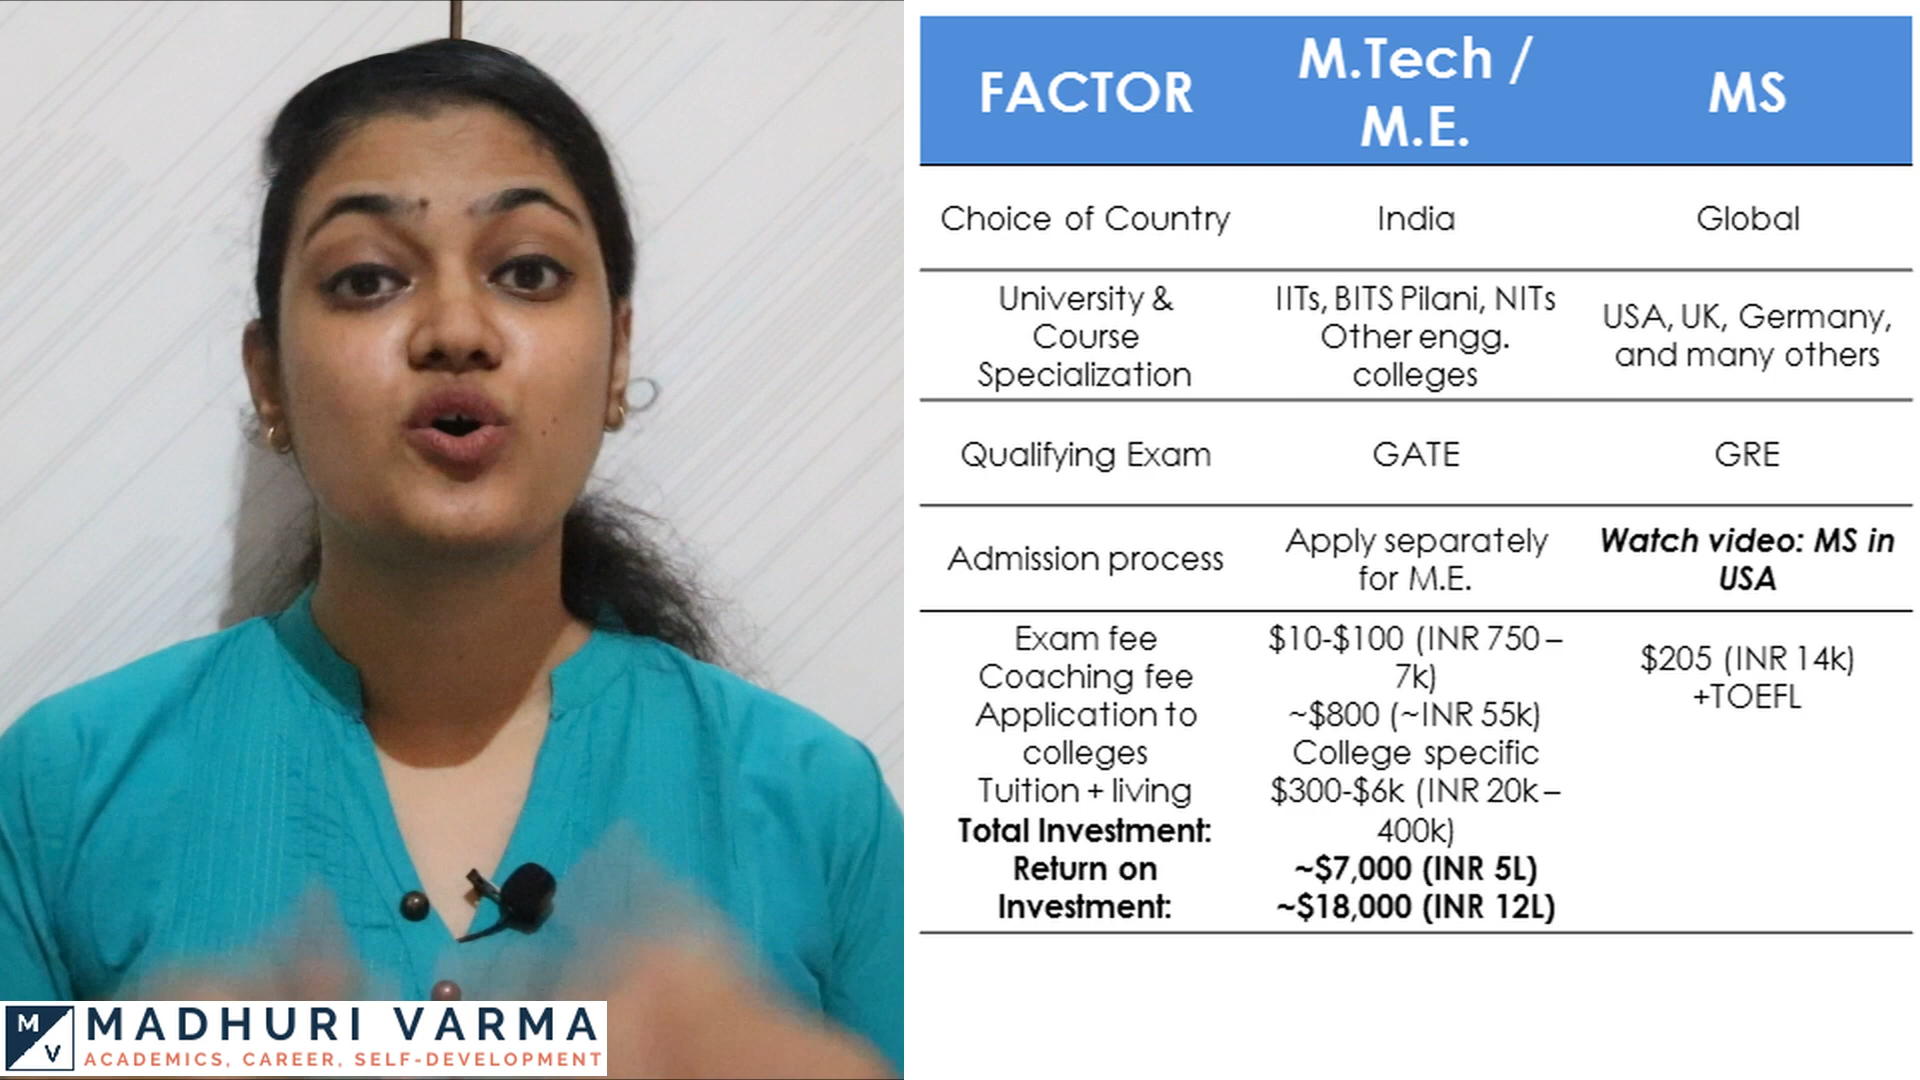 FACTOR
M.Tech /
M.E.
MS
Choice of Country
India
Global
University &
Course
Specialization
IITs, BITS Pilani, NITs
Other engg.
colleges
USA, UK, Germany,
and many others
Qualifying Exam
GATE
GRE
Admission process
Apply separately
for M.E.
Watch video: MS in
USA
Exam fee
Coaching fee
Application to
colleges
Tuition + living
Total Investment:
Return on
Investment:
$10-$100 (INR 750 –
7k)
~$800 (~INR 55k)
College specific
$300-$6k (INR 20k –
400k)
~$7,000 (INR 5L)
~$18,000 (INR 12L)
$205 (INR 14k)
+TOEFL
M
V
MADHURI VARMA
ACADEMICS, CAREER, SELF-DEVELOPMENT